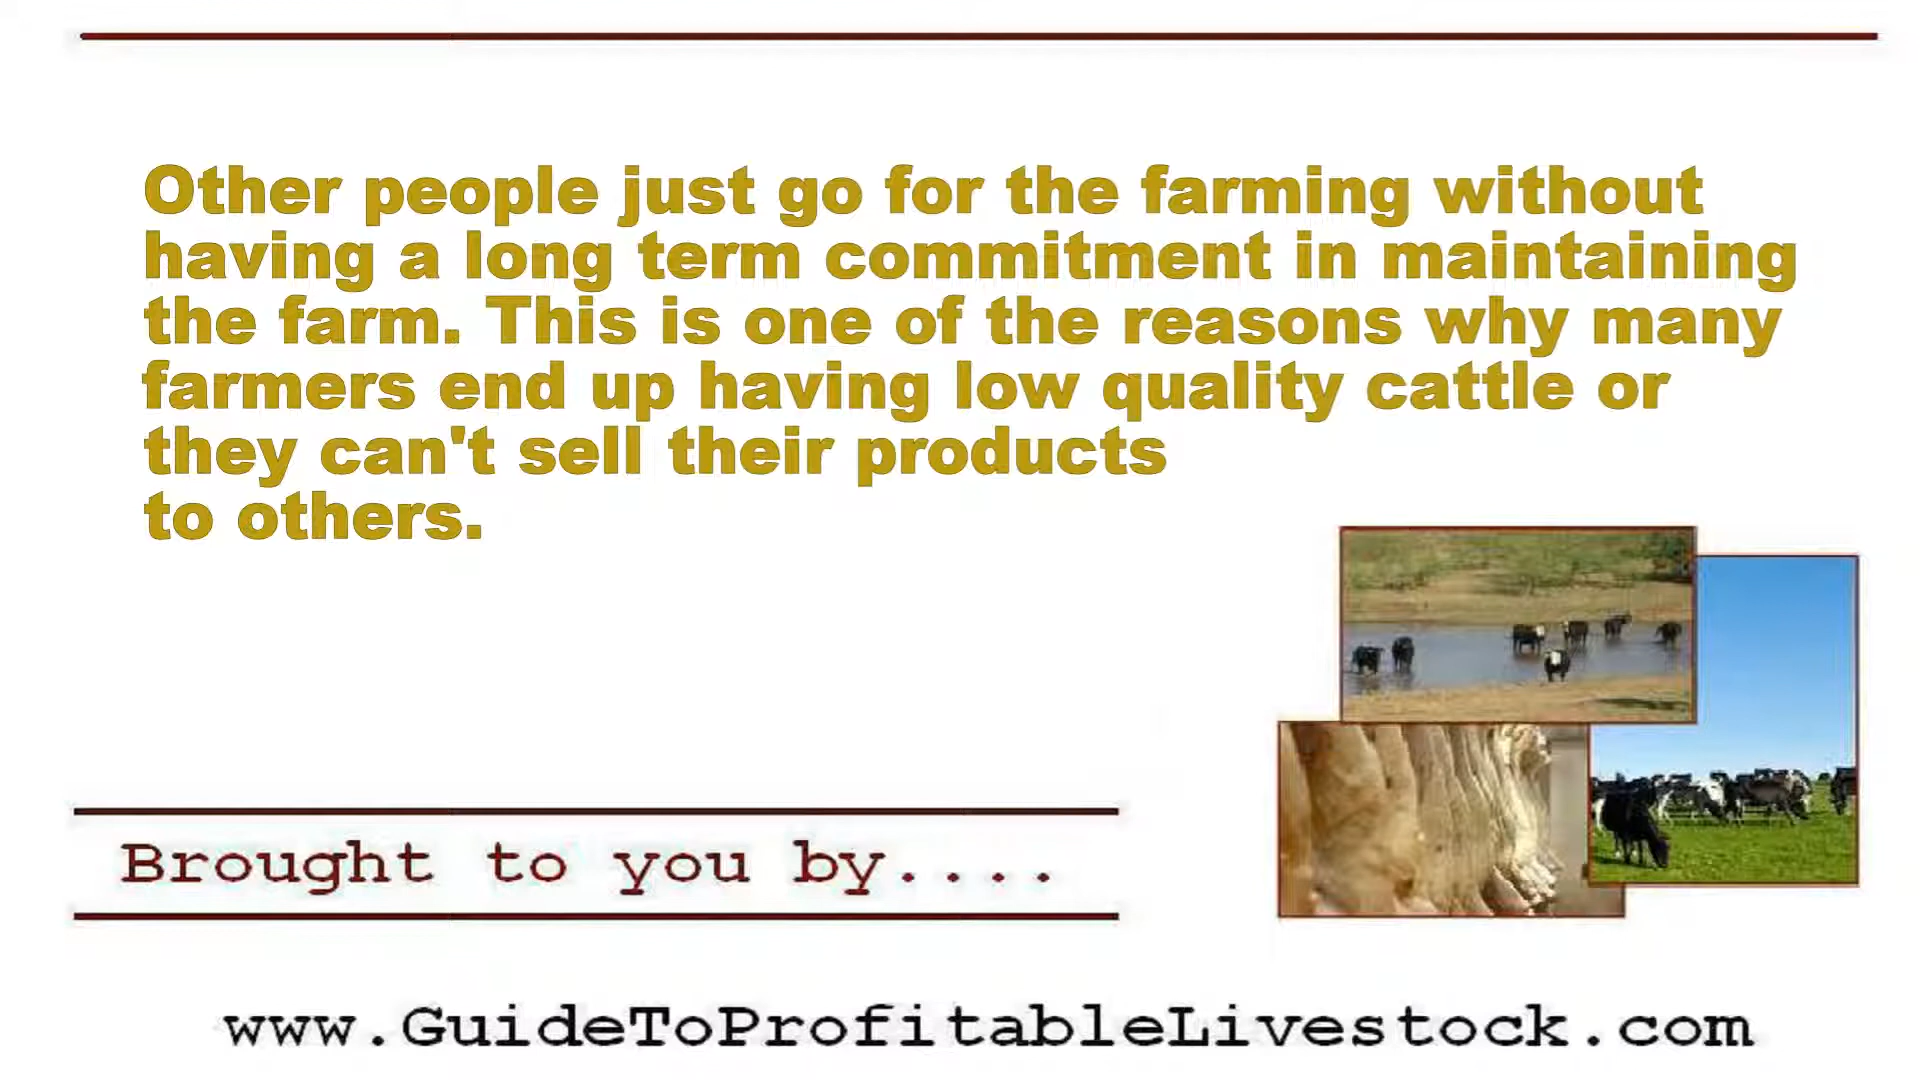 Other people just go for the farming without
having a long term commitment in maintaining
the farm. This is one of the reasons why many
farmers end up having low quality cattle or
they can't sell their products
to others.
Brought to you by....
www.GuideToProfitableLivestock.com